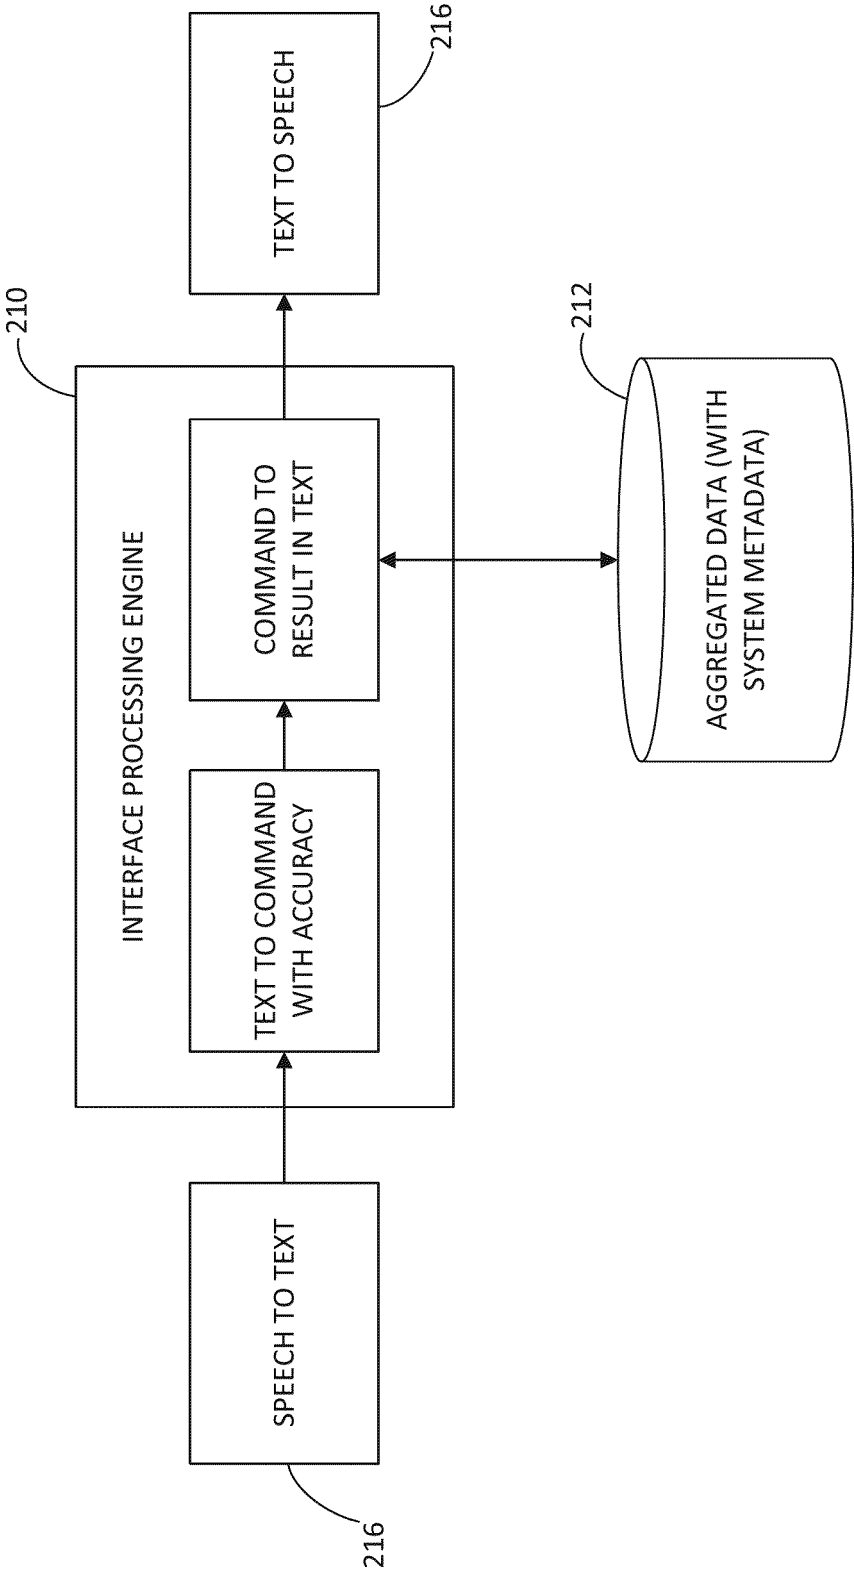 INTERFACE PROCESSING ENGINE
210
SPEECH TO TEXT
216
TEXT TO COMMAND
WITH ACCURACY
COMMAND TO
RESULT IN TEXT
TEXT TO SPEECH
216
212
AGGREGATED DATA (WITH
SYSTEM METADATA)